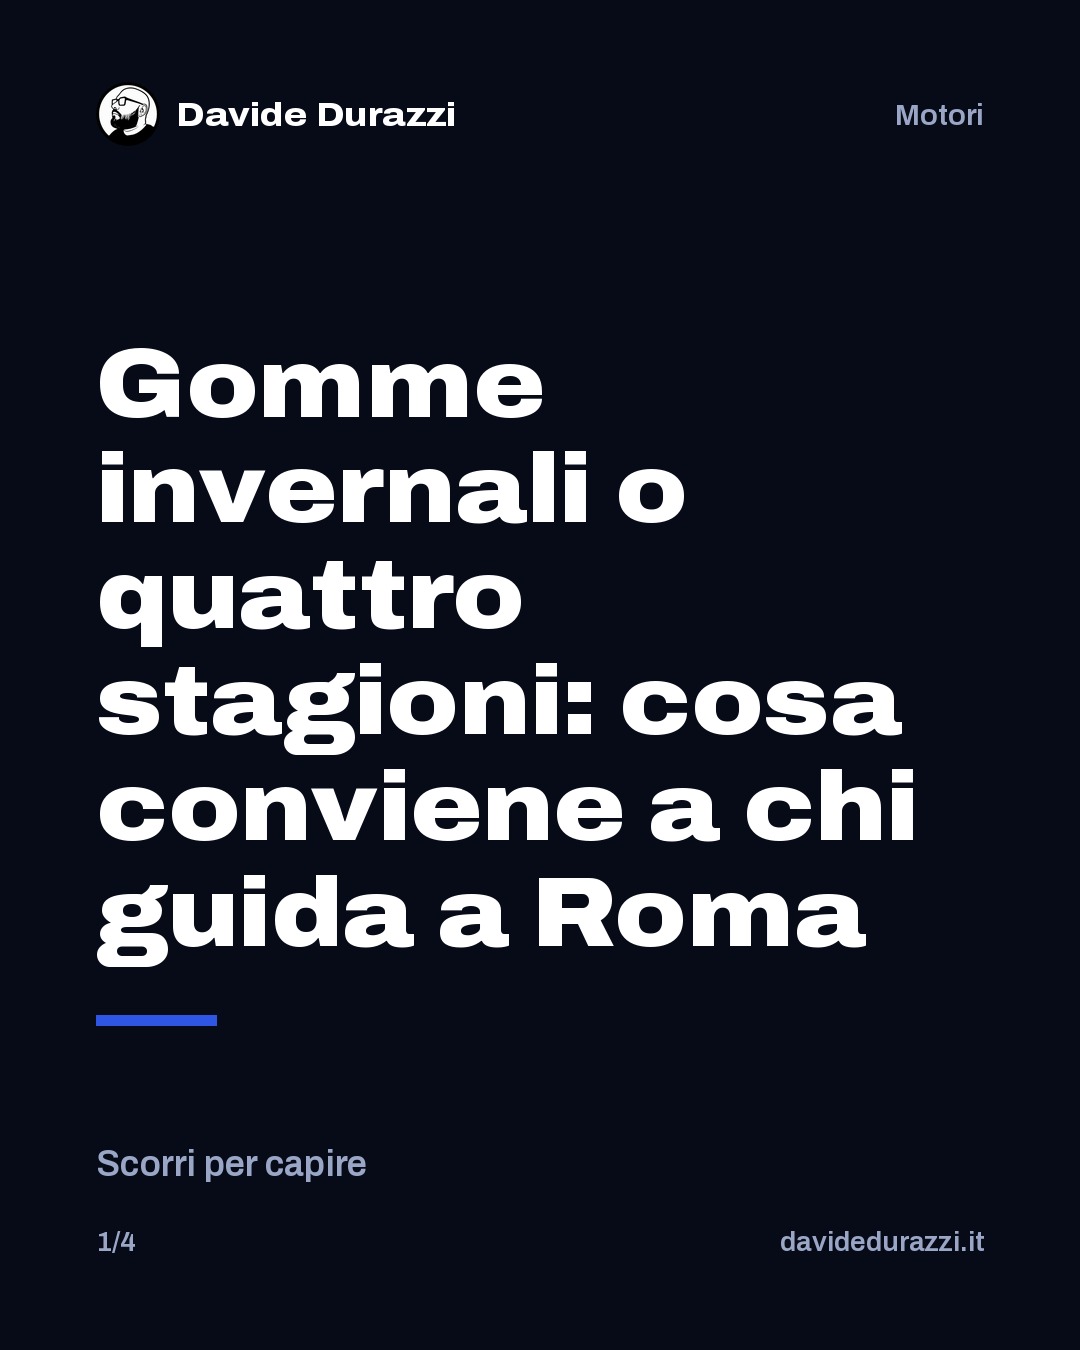 Davide Durazzi
Motori
Gomme
invernali o
quattro
stagioni: cosa
conviene a chi
guida a Roma
Scorri per capire
1/4
davidedurazzi.it